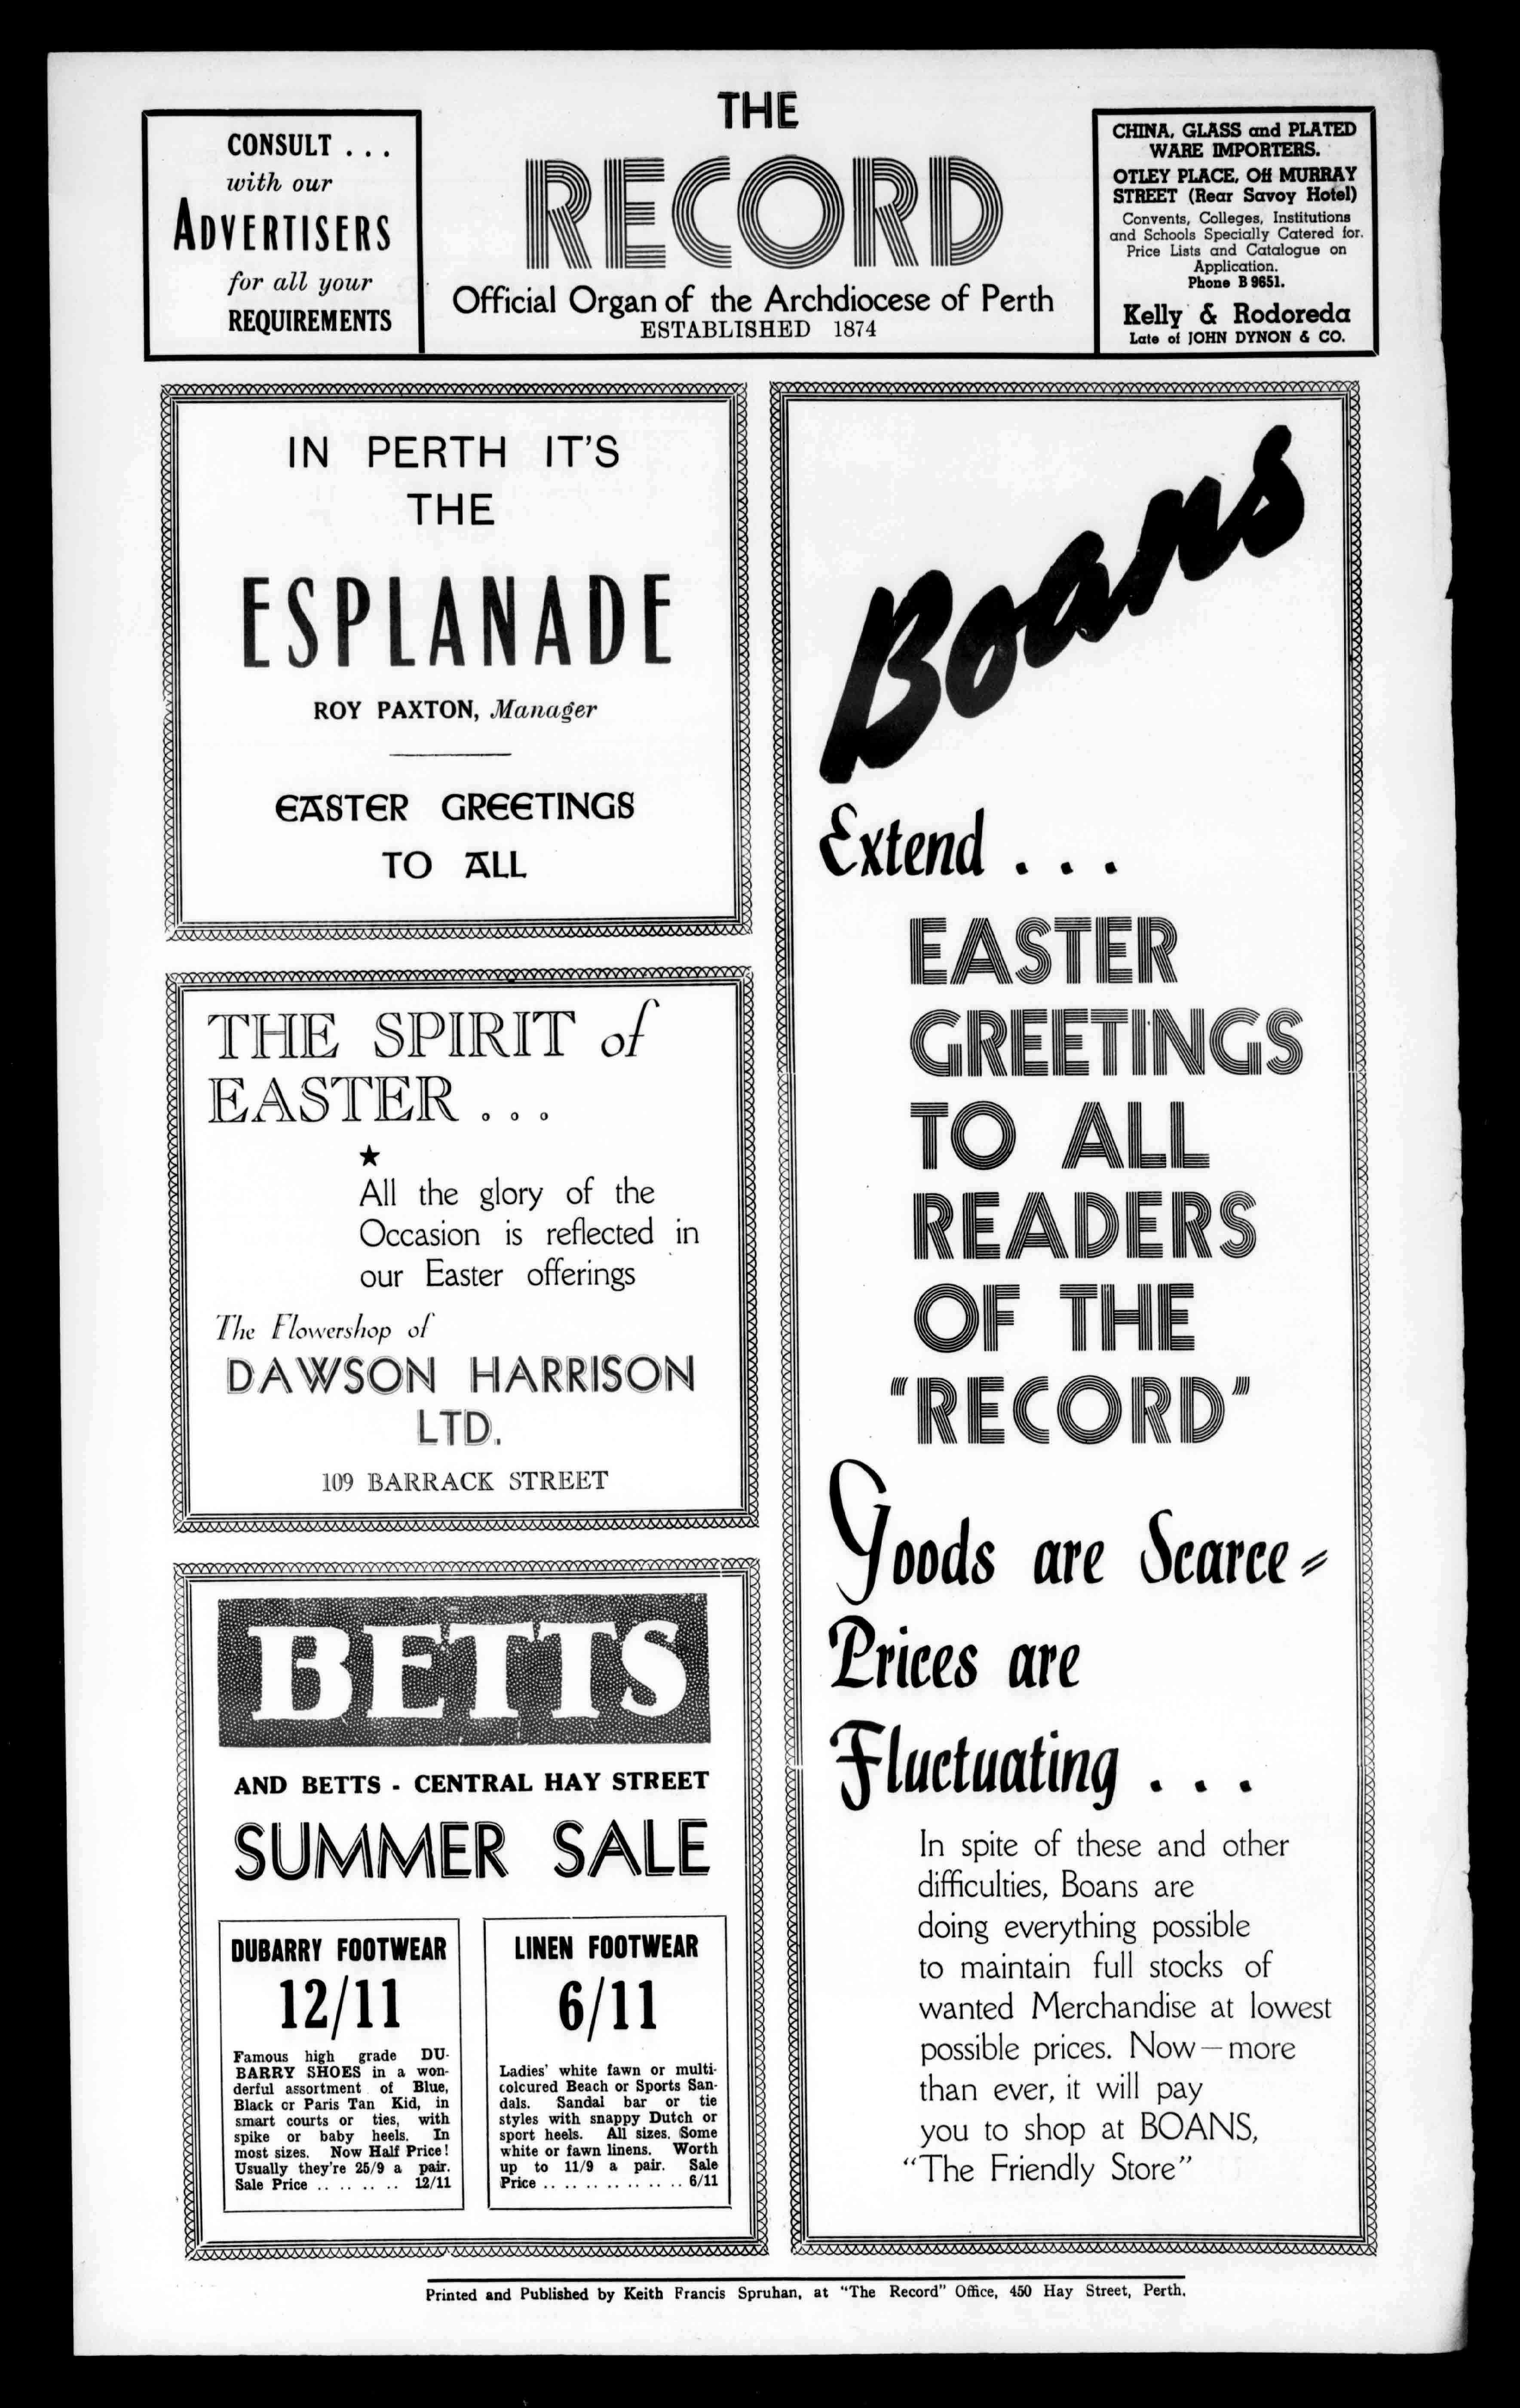 CONSULT . . .
with our
ADVERTISERS
for all your
REQUIREMENTS
THE
RECORD
Official Organ of the Archdiocese of Perth
ESTABLISHED 1874
CHINA, GLASS and PLATED
WARE IMPORTERS.
OTLEY PLACE, Off MURRAY
STREET (Rear Savoy Hotel)
Convents, Colleges, Institutions
and Schools Specially Catered for.
Price Lists and Catalogue on
Application.
Phone B 9651.
Kelly & Rodoreda
Late of JOHN DYNON & CO.
IN PERTH IT'S
THE
ESPLANADE
ROY PAXTON, Manager
EASTER GREETINGS
TO ALL
THE SPIRIT of
EASTER . . .
★
All the glory of the
Occasion is reflected in
our Easter offerings
The Flowershop of
DAWSON HARRISON
LTD.
109 BARRACK STREET
BETTS
AND BETTS - CENTRAL HAY STREET
SUMMER SALE
DUBARRY FOOTWEAR
12/11
Famous high grade DU-
BARRY SHOES in a won-
derful assortment of Blue,
Black or Paris Tan Kid, in
smart courts or ties, with
spike or baby heels. In
most sizes. Now Half Price!
Usually they're 25/9 a pair.
Sale Price .. .. .. .. 12/11
LINEN FOOTWEAR
6/11
Ladies' white fawn or multi-
coloured Beach or Sports San-
dals. Sandal bar or tie
styles with snappy Dutch or
sport heels. All sizes. Some
white or fawn linens. Worth
up to 11/9 a pair. Sale
Price .. .. .. .. .. .. .. 6/11
Boans
Extend . . .
EASTER
GREETINGS
TO ALL
READERS
OF THE
"RECORD"
Goods are Scarce -
Prices are
Fluctuating . . .
In spite of these and other
difficulties, Boans are
doing everything possible
to maintain full stocks of
wanted Merchandise at lowest
possible prices. Now — more
than ever, it will pay
you to shop at BOANS,
"The Friendly Store"
Printed and Published by Keith Francis Spruhan, at "The Record" Office, 450 Hay Street, Perth.